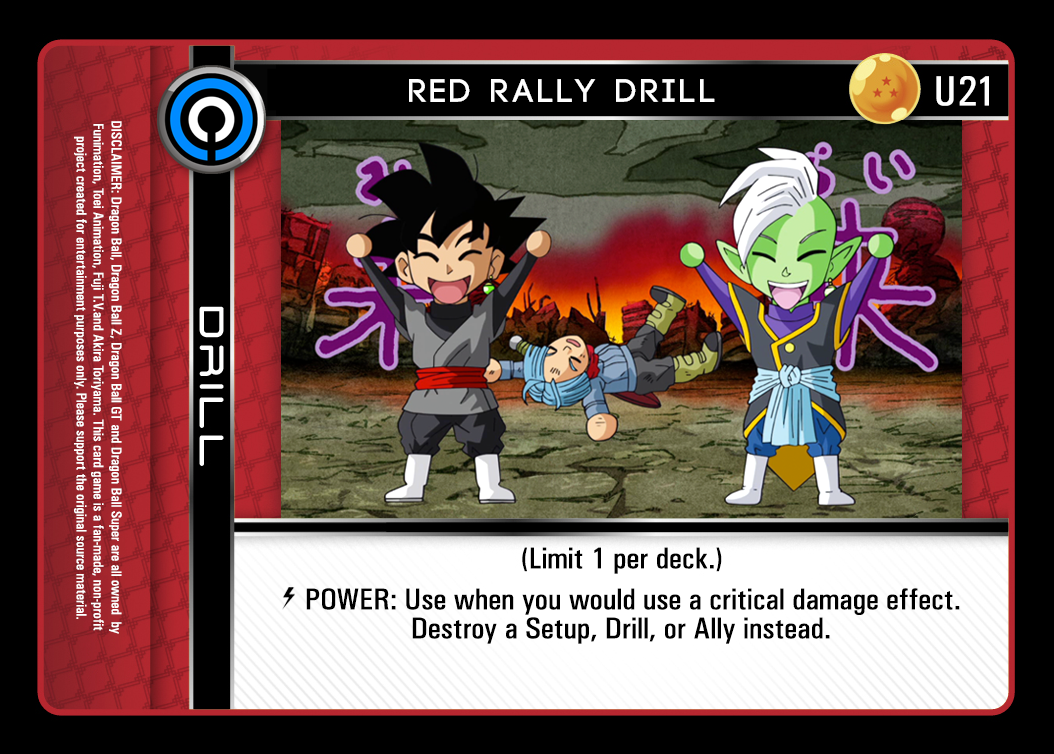 RED RALLY DRILL
U21
DRILL
(Limit 1 per deck.)
POWER: Use when you would use a critical damage effect.
Destroy a Setup, Drill, or Ally instead.
DISCLAIMER: Dragon Ball, Dragon Ball Z, Dragon Ball GT and Dragon Ball Super are all owned by
Funimation, Toei Animation, Fuji T.V.and Akira Toriyama. This card game is a fan-made, non-profit
project created for entertainment purposes only. Please support the original source material.